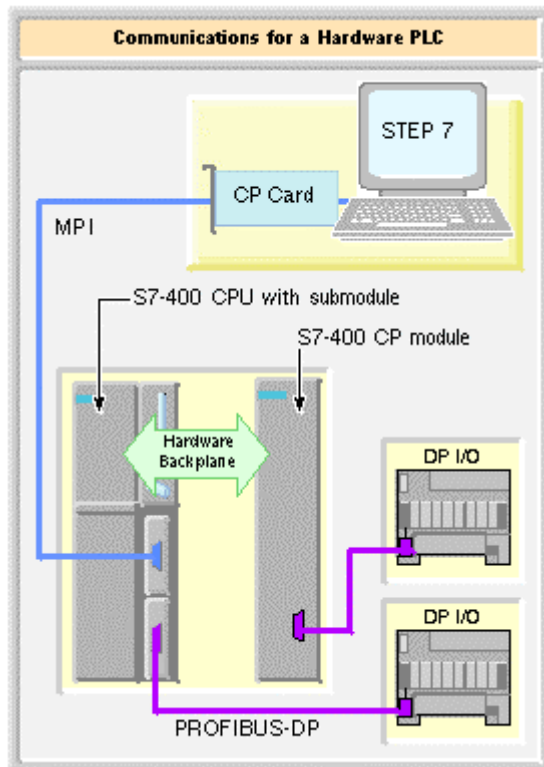 Communications for a Hardware PLC
STEP 7
CP Card
MPI
S7-400 CPU with submodule
S7-400 CP module
Hardware
Backplane
DP I/O
DP I/O
PROFIBUS-DP